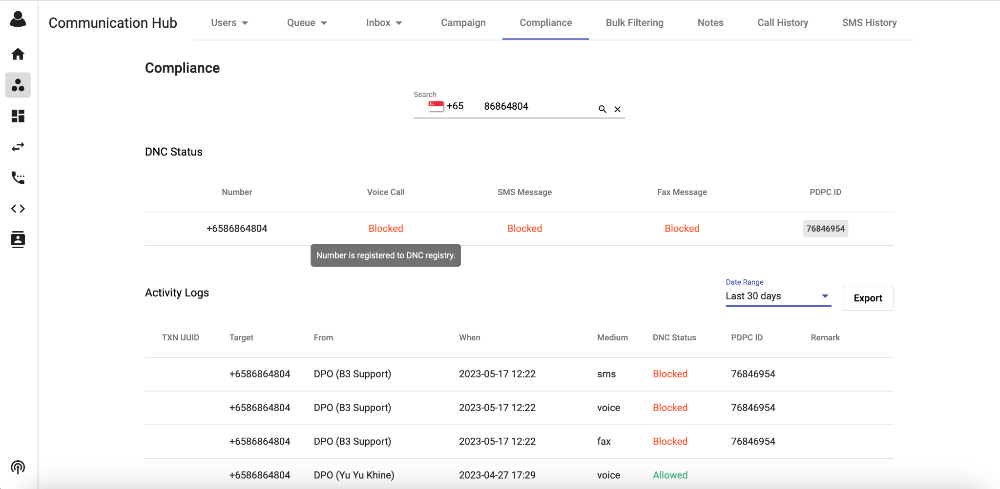 Communication Hub
Users
Queue
Inbox
Campaign
Compliance
Bulk Filtering
Notes
Call History
SMS History
Compliance
Search
+65 86864804
DNC Status
Number Voice Call SMS Message Fax Message PDPC ID
+6586864804 Blocked Blocked Blocked 76846954
Number is registered to DNC registry.
Activity Logs
Date Range
Last 30 days
Export
TXN UUID Target From When Medium DNC Status PDPC ID Remark
+6586864804 DPO (B3 Support) 2023-05-17 12:22 sms Blocked 76846954
+6586864804 DPO (B3 Support) 2023-05-17 12:22 voice Blocked 76846954
+6586864804 DPO (B3 Support) 2023-05-17 12:22 fax Blocked 76846954
+6586864804 DPO (Yu Yu Khine) 2023-04-27 17:29 voice Allowed